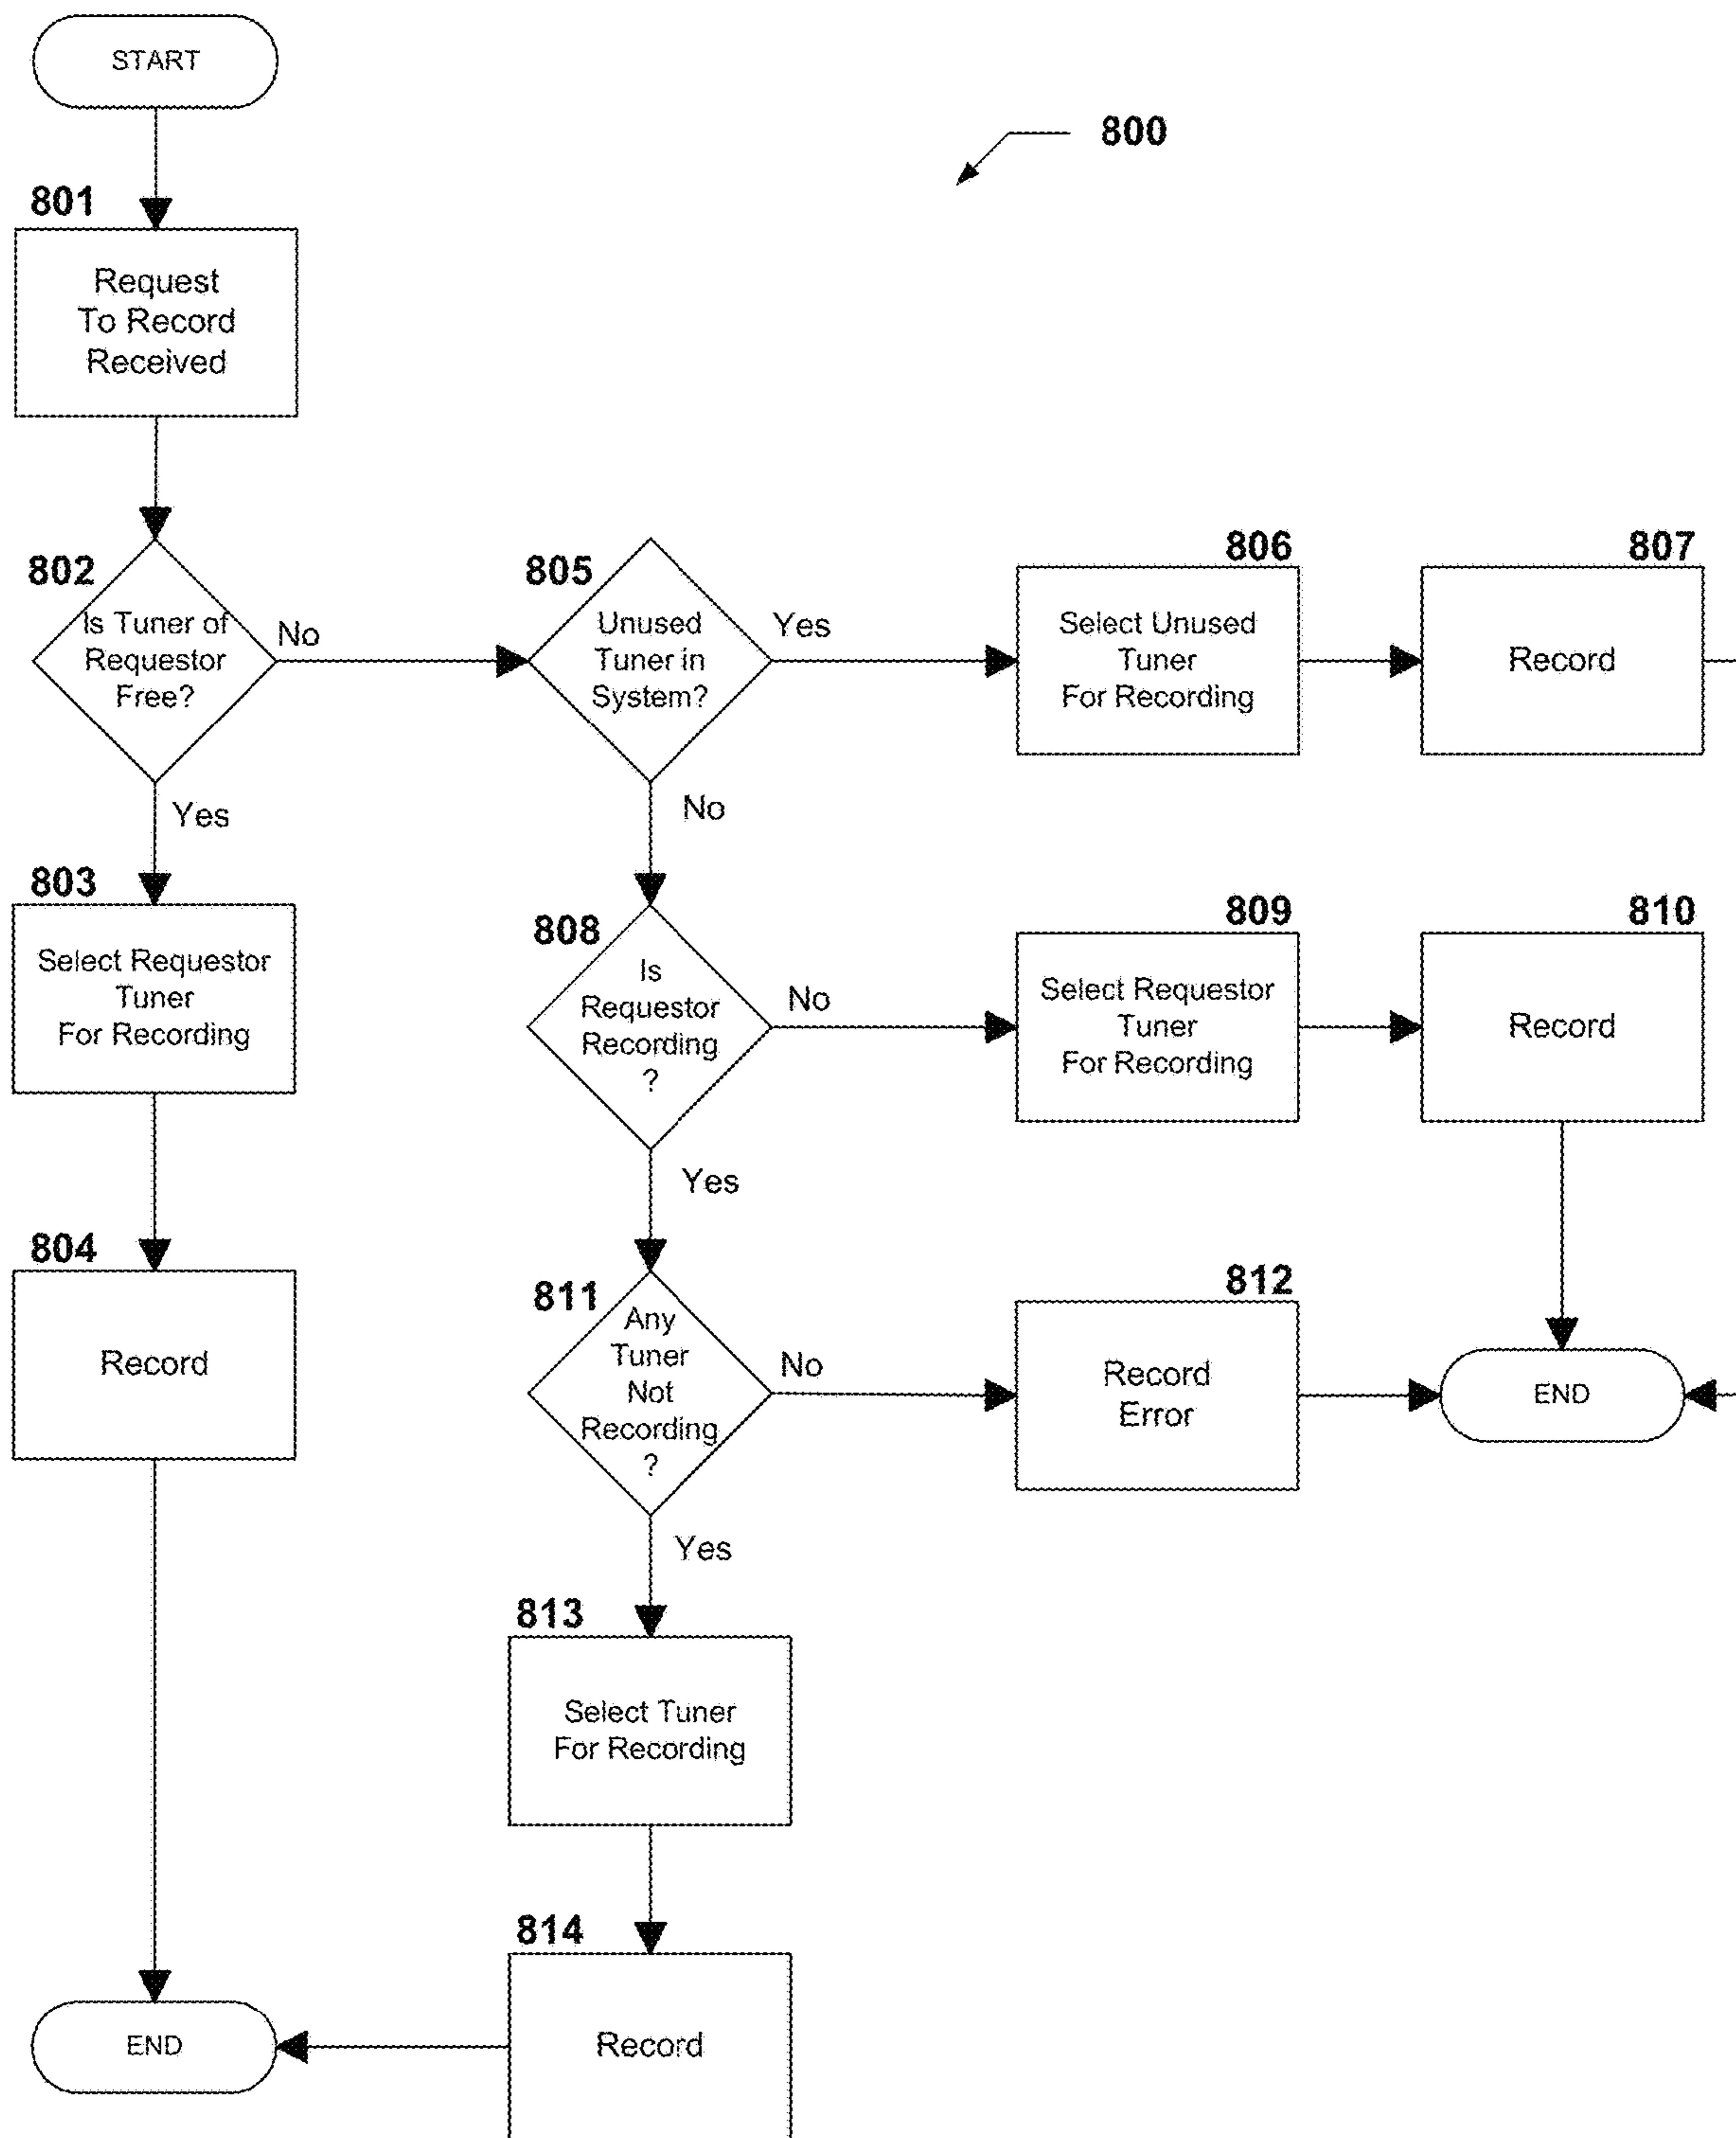 START
800
801
Request
To Record
Received
802
Is Tuner of
Requestor
Free?
No
Yes
805
Unused
Tuner in
System?
Yes
No
806
Select Unused
Tuner
For Recording
807
Record
803
Select Requestor
Tuner
For Recording
808
Is
Requestor
Recording
?
No
Yes
809
Select Requestor
Tuner
For Recording
810
Record
804
Record
811
Any
Tuner
Not
Recording
?
No
Yes
812
Record
Error
END
813
Select Tuner
For Recording
814
Record
END